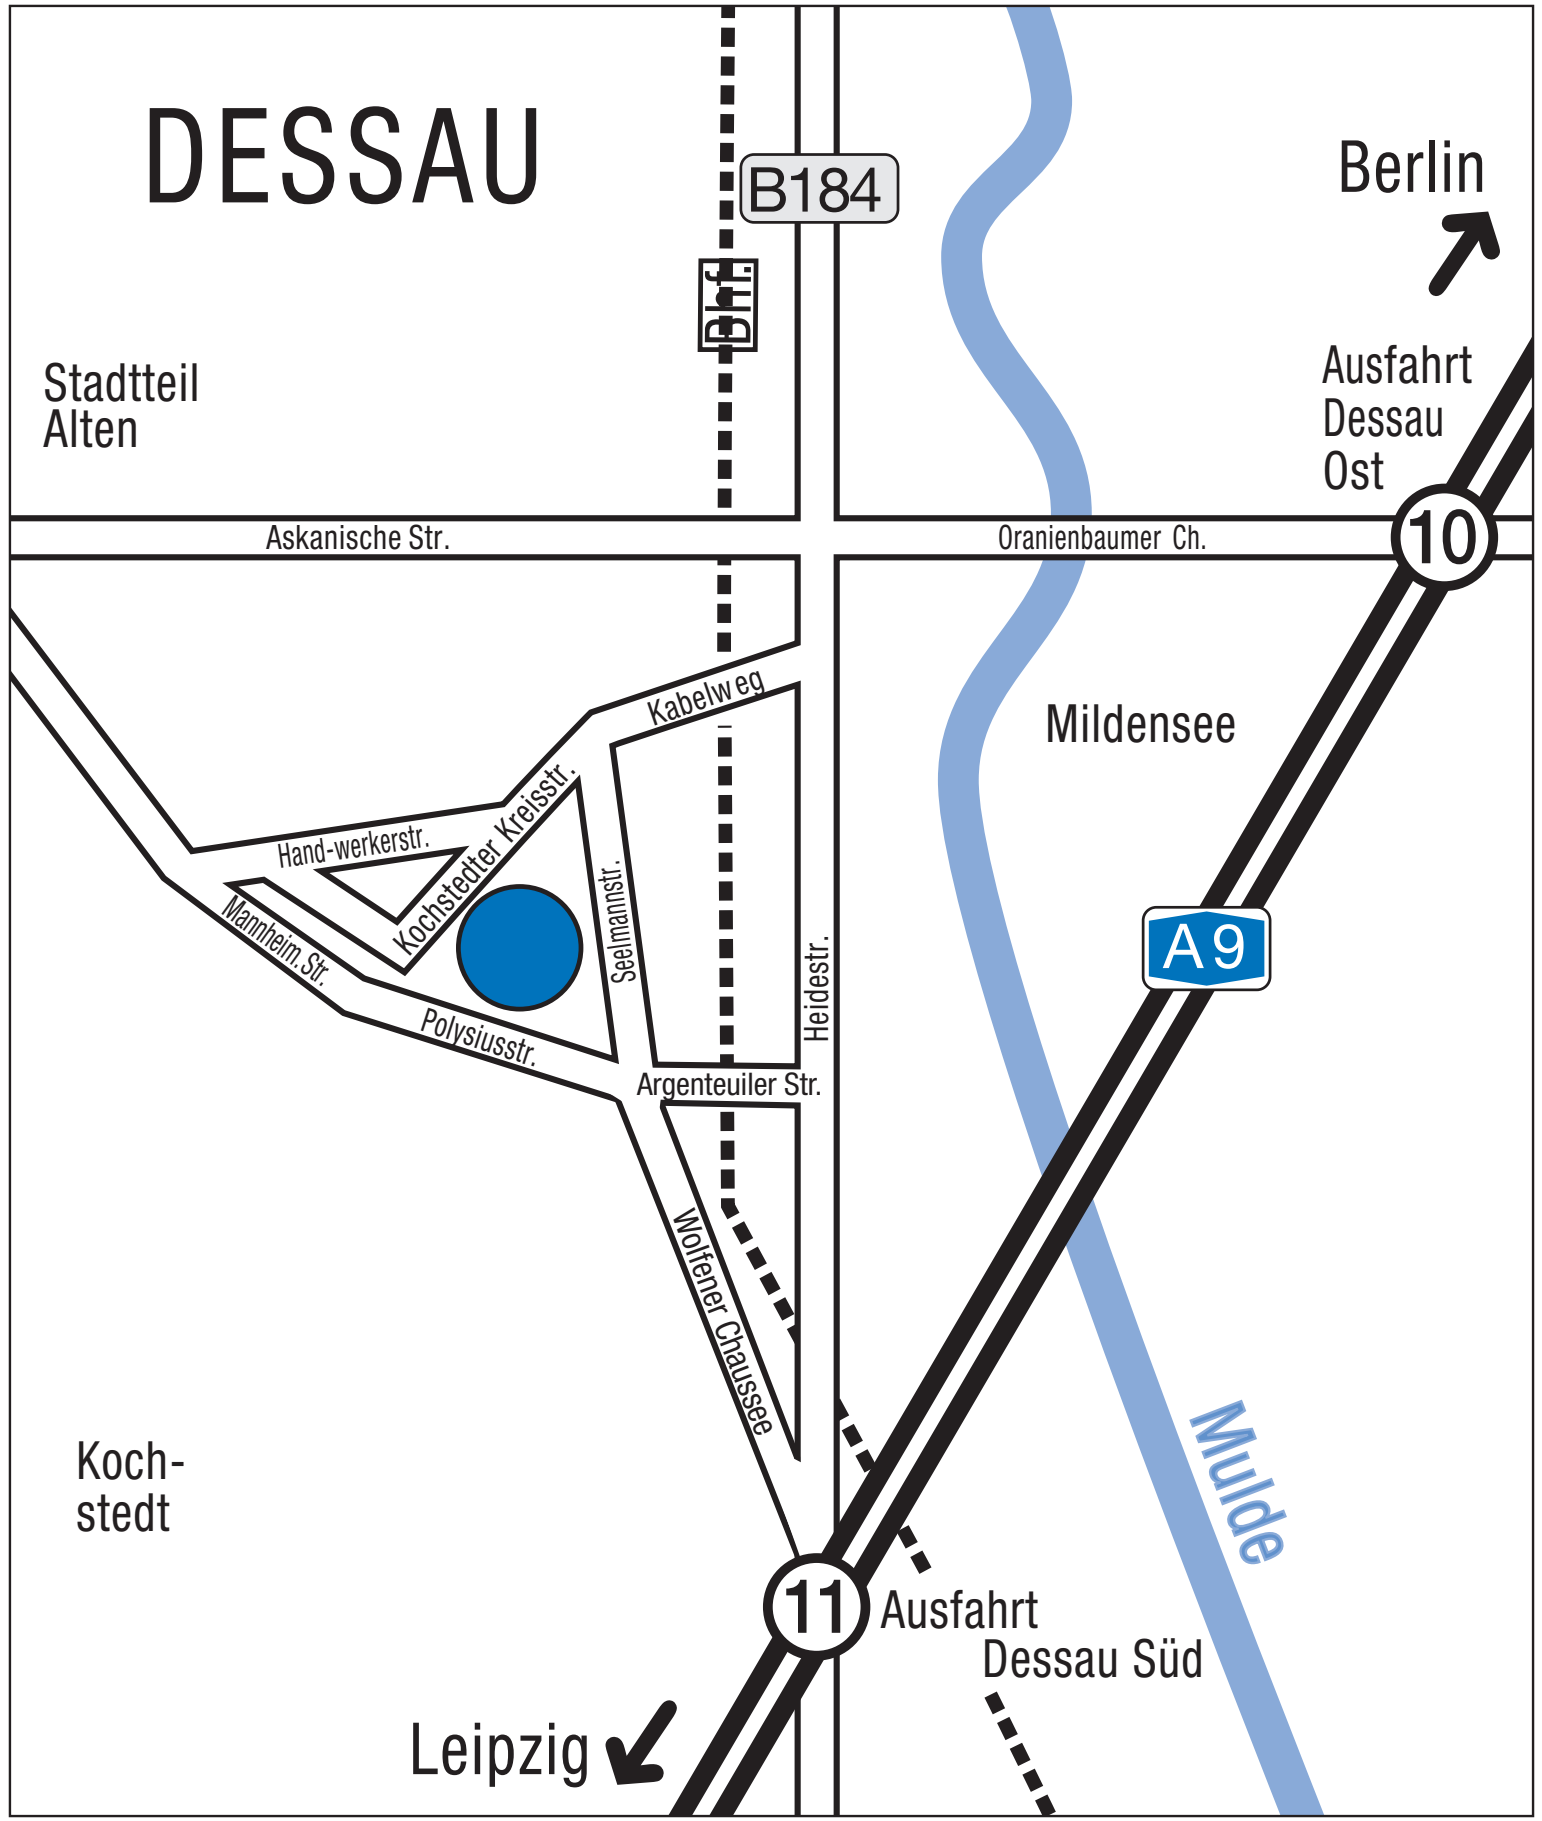 DESSAU
B184
Berlin
Bhf.
Stadtteil
Alten
Ausfahrt
Dessau
Ost
Askanische Str.
Oranienbaumer Ch.
10
Kabelweg
Mildensee
Kochstedter Kreisstr.
Hand-werkerstr.
Mannheim. Str.
Seelmannstr.
Heidestr.
A9
Polysiusstr.
Argenteuiler Str.
Wolfener Chaussee
Mulde
Koch-
stedt
11
Ausfahrt
Dessau Süd
Leipzig